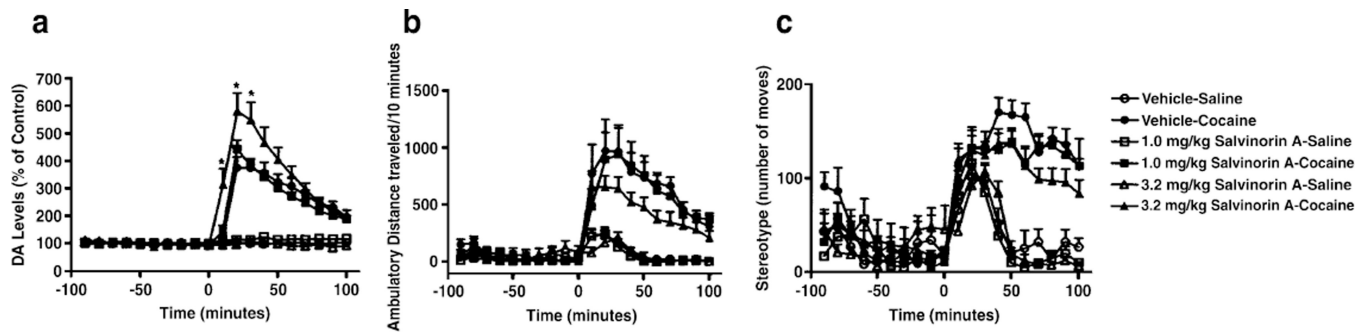 a
DA Levels (% of Control)
700
600
500
400
300
200
100
0
* * *
-100 -50 0 50 100
Time (minutes)
b
Ambulatory Distance traveled/10 minutes
1500
1000
500
0
-100 -50 0 50 100
Time (minutes)
c
Stereotype (number of moves)
200
100
0
-100 -50 0 50 100
Time (minutes)
Vehicle-Saline
Vehicle-Cocaine
1.0 mg/kg Salvinorin A-Saline
1.0 mg/kg Salvinorin A-Cocaine
3.2 mg/kg Salvinorin A-Saline
3.2 mg/kg Salvinorin A-Cocaine